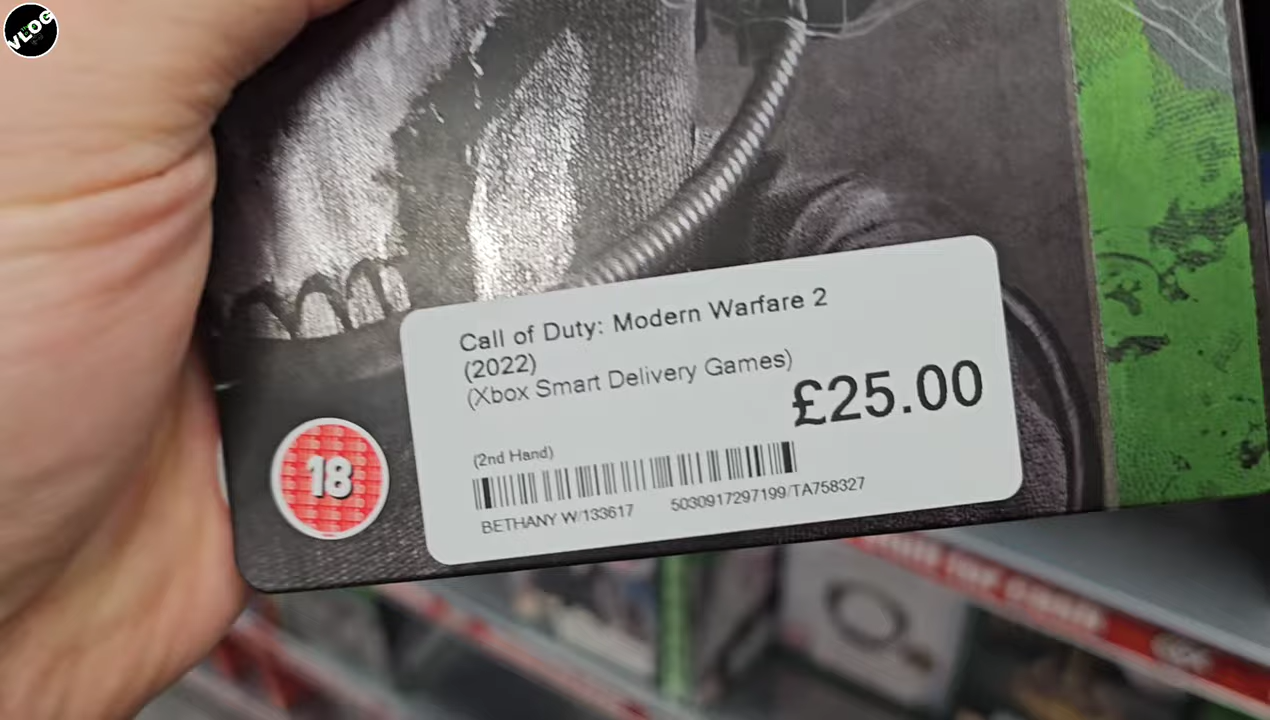 VLOG
Call of Duty: Modern Warfare 2
(2022)
(Xbox Smart Delivery Games)
£25.00
(2nd Hand)
BETHANY W/133617 5030917297199/TA758327
18